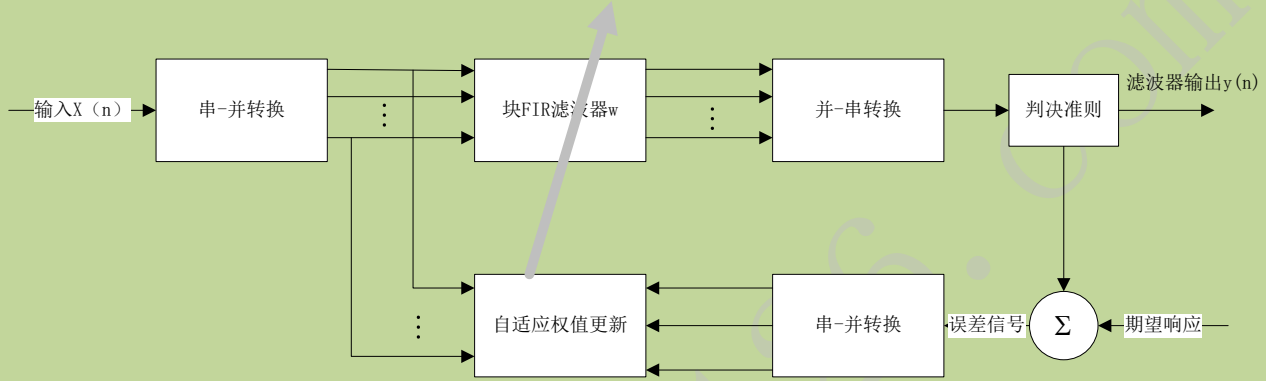 输入X（n）
串-并转换
块FIR滤波器w
并-串转换
判决准则
滤波器输出y(n)
自适应权值更新
串-并转换
误差信号
Σ
期望响应